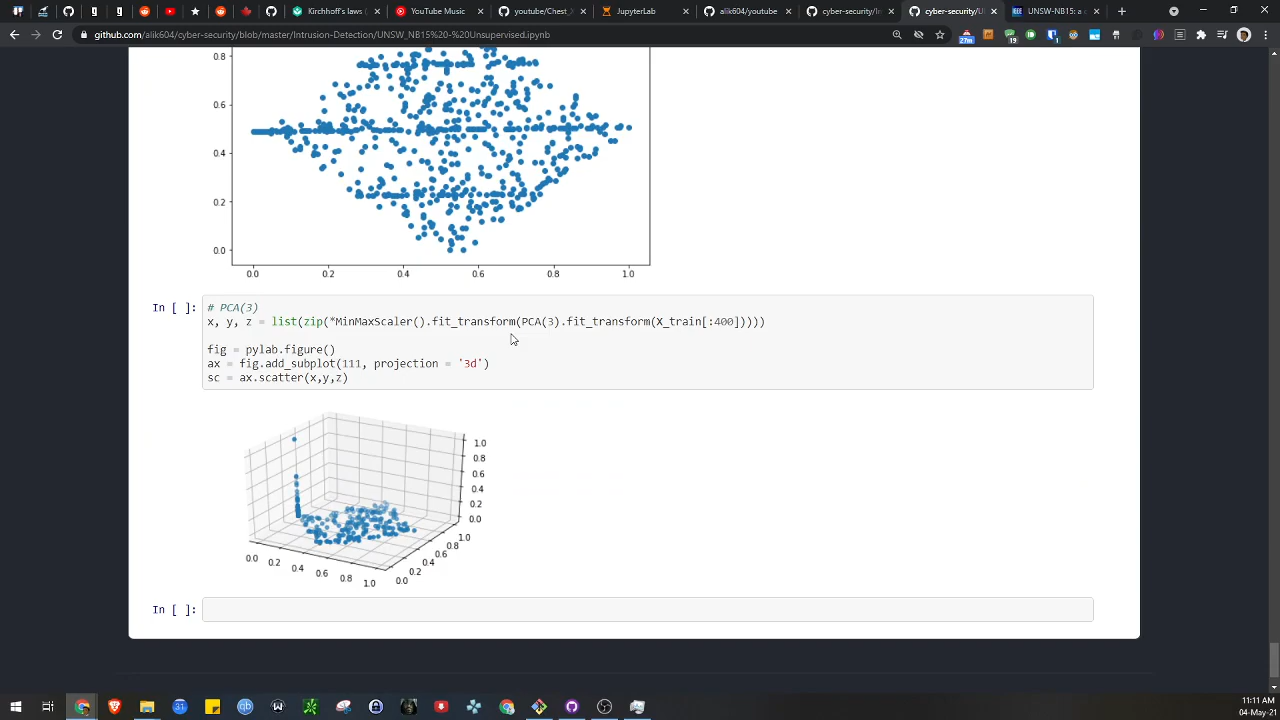 Kirchhoff's laws &
YouTube Music
youtube/Chest_
JupyterLab
alik604/youtube
cyber-security/In
cyber-security/U
UNSW-NB15: a c
github.com/alik604/cyber-security/blob/master/Intrusion-Detection/UNSW_NB15%20-%20Unsupervised.ipynb
27m
19
1
0.8
0.6
0.4
0.2
0.0
0.0 0.2 0.4 0.6 0.8 1.0
In [ ]:
# PCA(3)
x, y, z = list(zip(*MinMaxScaler().fit_transform(PCA(3).fit_transform(X_train[:400]))))
fig = pylab.figure()
ax = fig.add_subplot(111, projection = '3d')
sc = ax.scatter(x,y,z)
1.0
0.8
0.6
0.4
0.2
0.0
1.0
0.8
0.6
0.4
0.2
0.0
0.0 0.2 0.4 0.6 0.8 1.0
In [ ]:
31
qb
W
11:11 AM
04-May-21